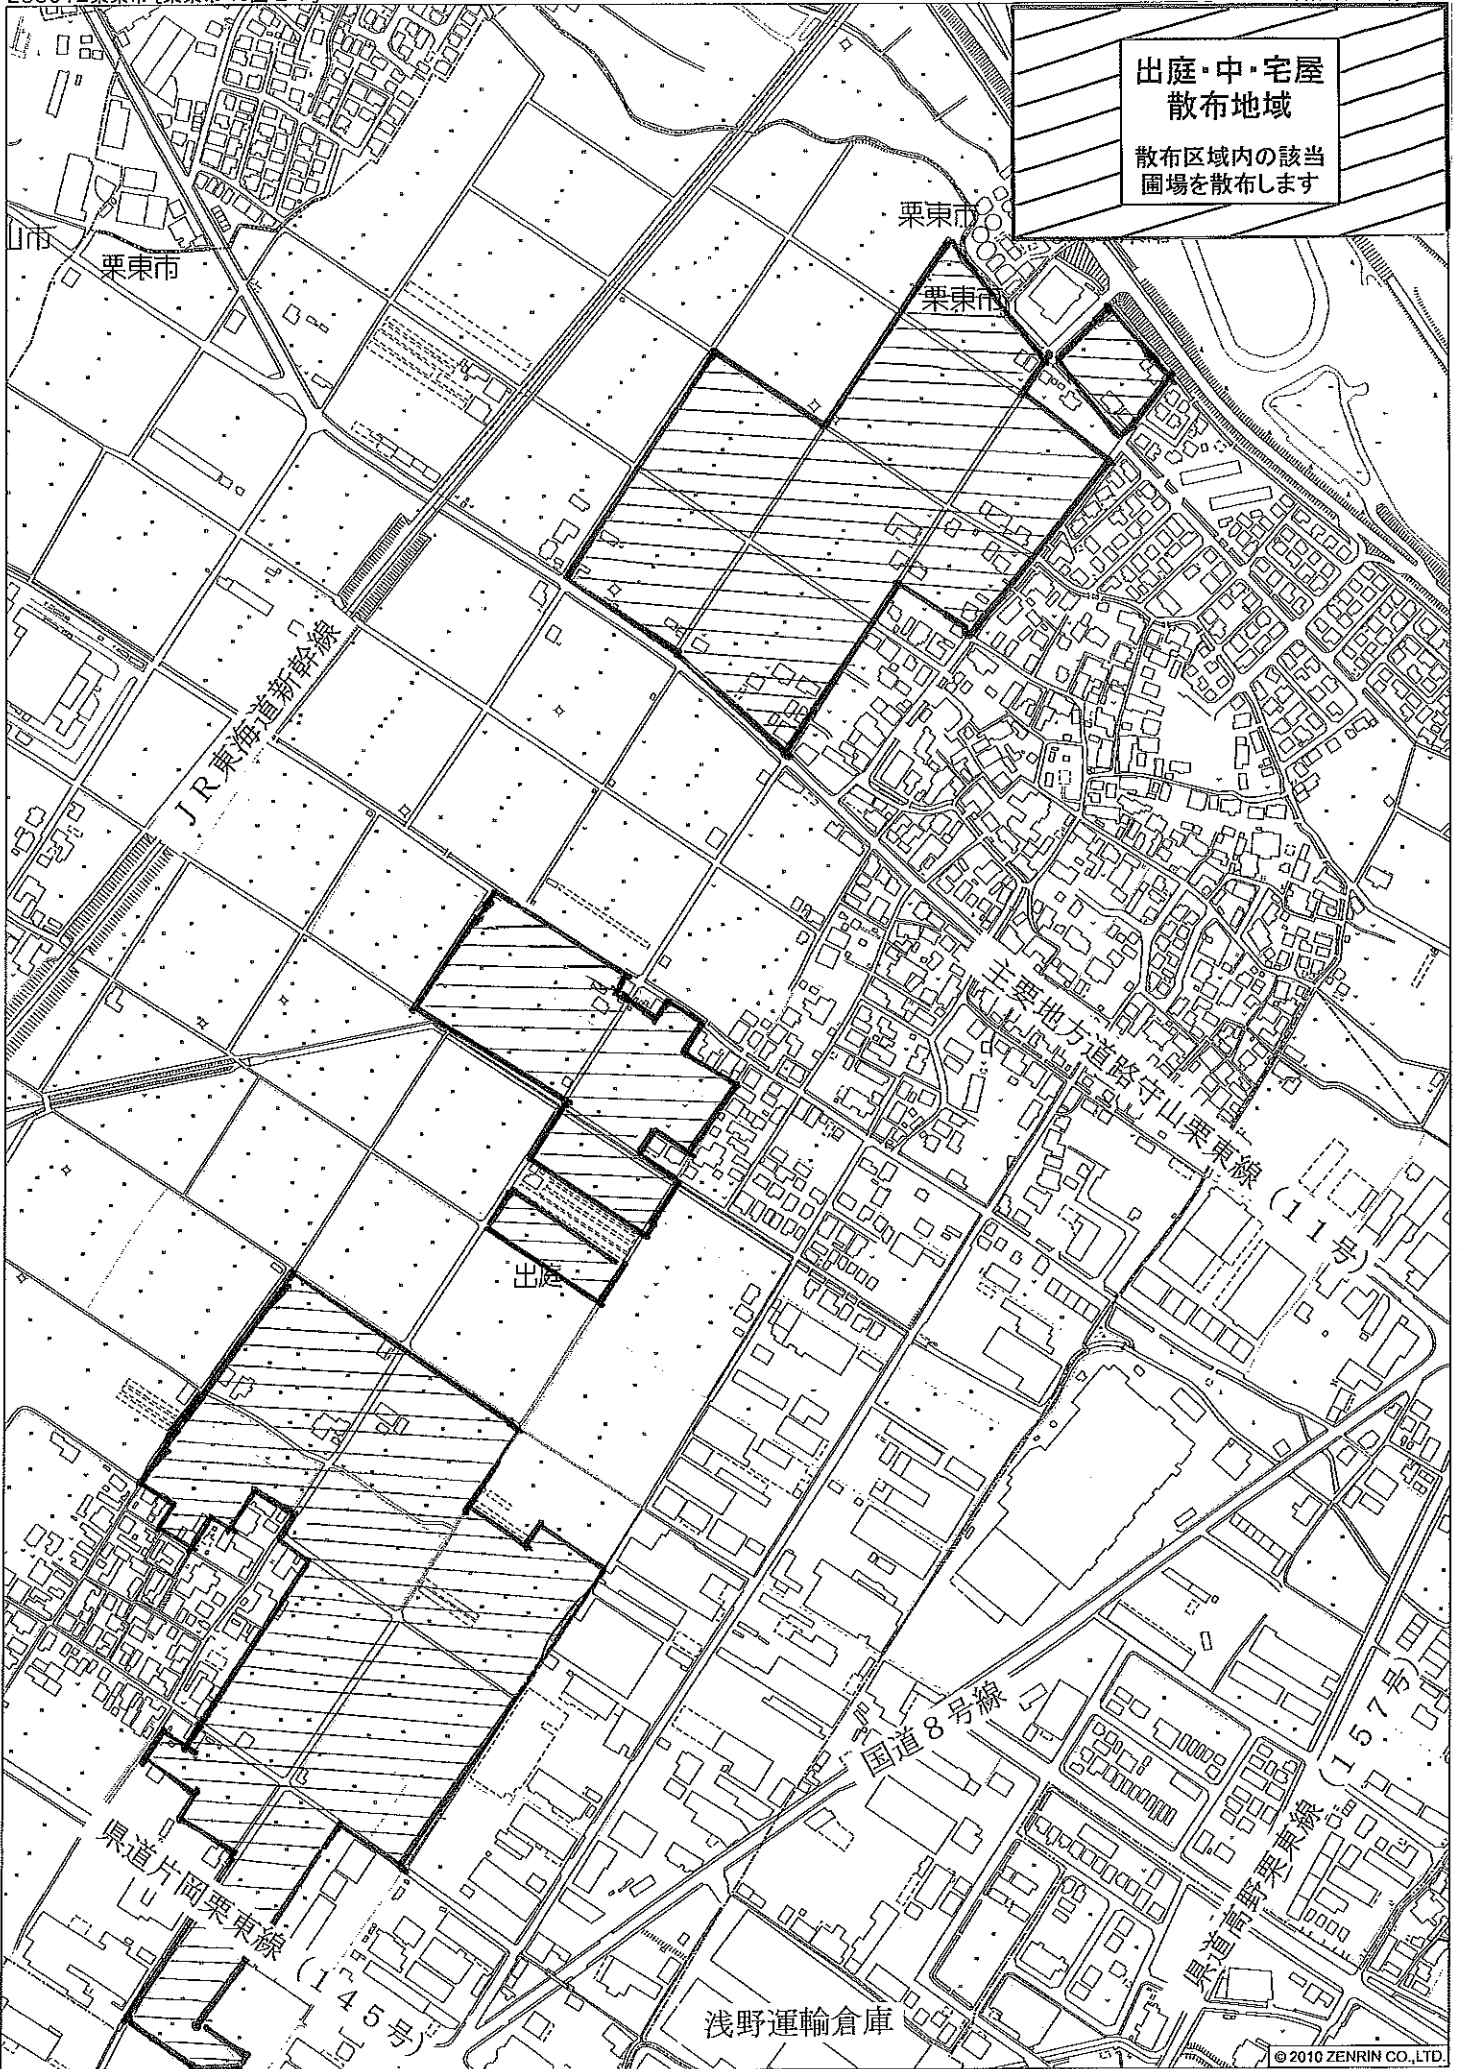 出庭・中・宅屋
散布地域
散布区域内の該当
圃場を散布します
栗東市
山市
栗東市
栗東市
JR東海道新幹線
主要地方道路守山栗東線（11号）
出庭
国道8号線
県道高野栗東線（157号）
県道片岡栗東線（145号）
浅野運輸倉庫
© 2010 ZENRIN CO.,LTD.